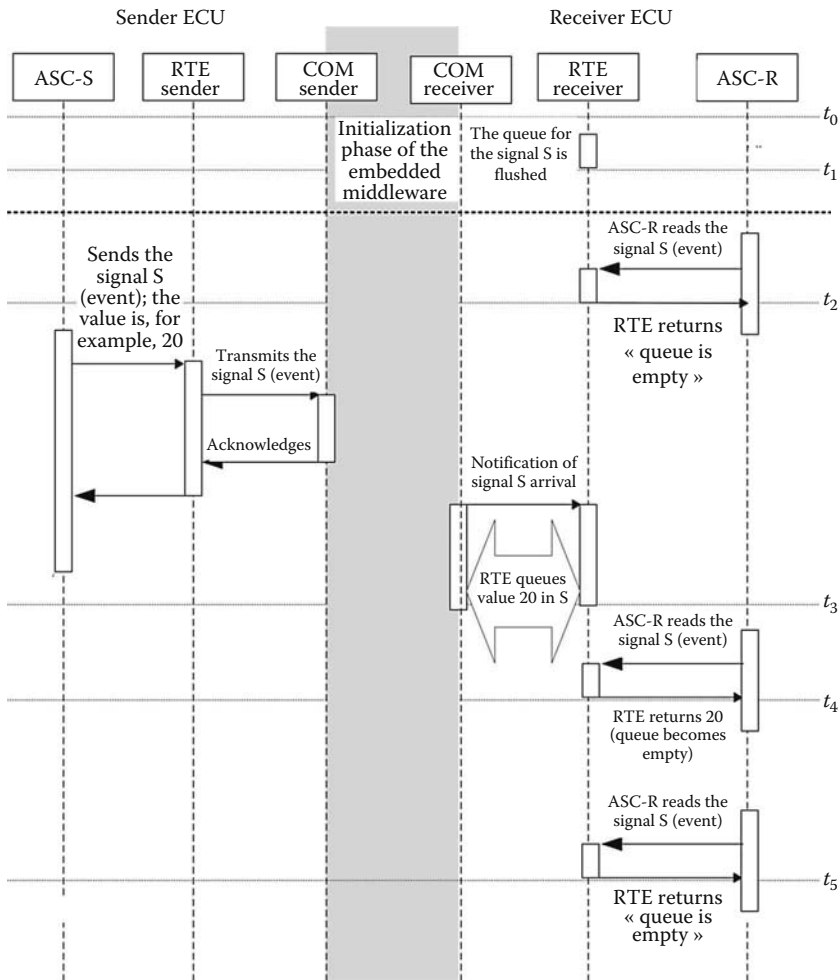 Sender ECU
Receiver ECU
ASC-S
RTE
sender
COM
sender
COM
receiver
RTE
receiver
ASC-R
t0
Initialization
phase of the
embedded
middleware
The queue for
the signal S is
flushed
t1
ASC-R reads the
signal S (event)
Sends the
signal S
(event); the
value is, for
example, 20
t2
RTE returns
« queue is
empty »
Transmits the
signal S (event)
Acknowledges
Notification of
signal S arrival
RTE queues
value 20 in S
t3
ASC-R reads the
signal S (event)
t4
RTE returns 20
(queue becomes
empty)
ASC-R reads the
signal S (event)
t5
RTE returns
« queue is
empty »